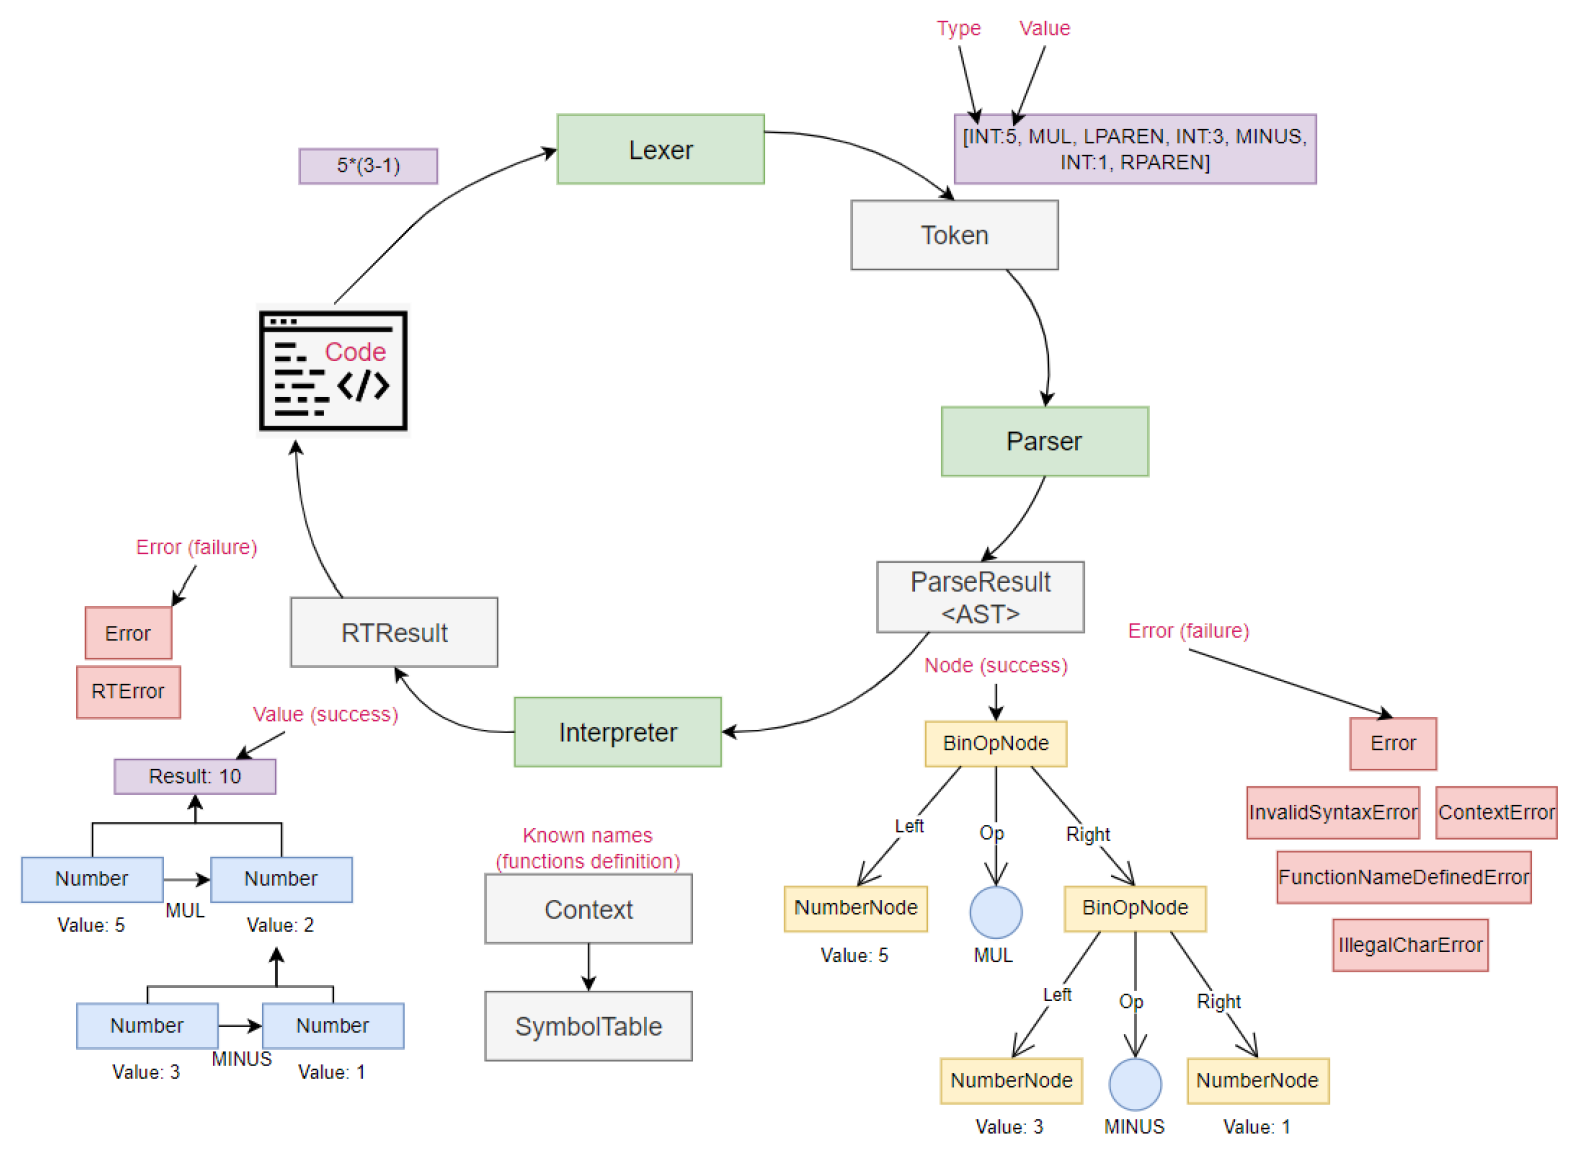 Type
Value
[INT:5, MUL, LPAREN, INT:3, MINUS,
INT:1, RPAREN]
Lexer
5*(3-1)
Token
Code
</>
Parser
ParseResult
<AST>
Error (failure)
Error
RTError
RTResult
Value (success)
Interpreter
Result: 10
Number
Number
MUL
Value: 5
Value: 2
Number
Number
MINUS
Value: 3
Value: 1
Known names
(functions definition)
Context
SymbolTable
Node (success)
BinOpNode
Left
Op
Right
NumberNode
BinOpNode
Value: 5
MUL
Left
Op
Right
NumberNode
NumberNode
Value: 3
MINUS
Value: 1
Error (failure)
Error
InvalidSyntaxError
ContextError
FunctionNameDefinedError
IllegalCharError